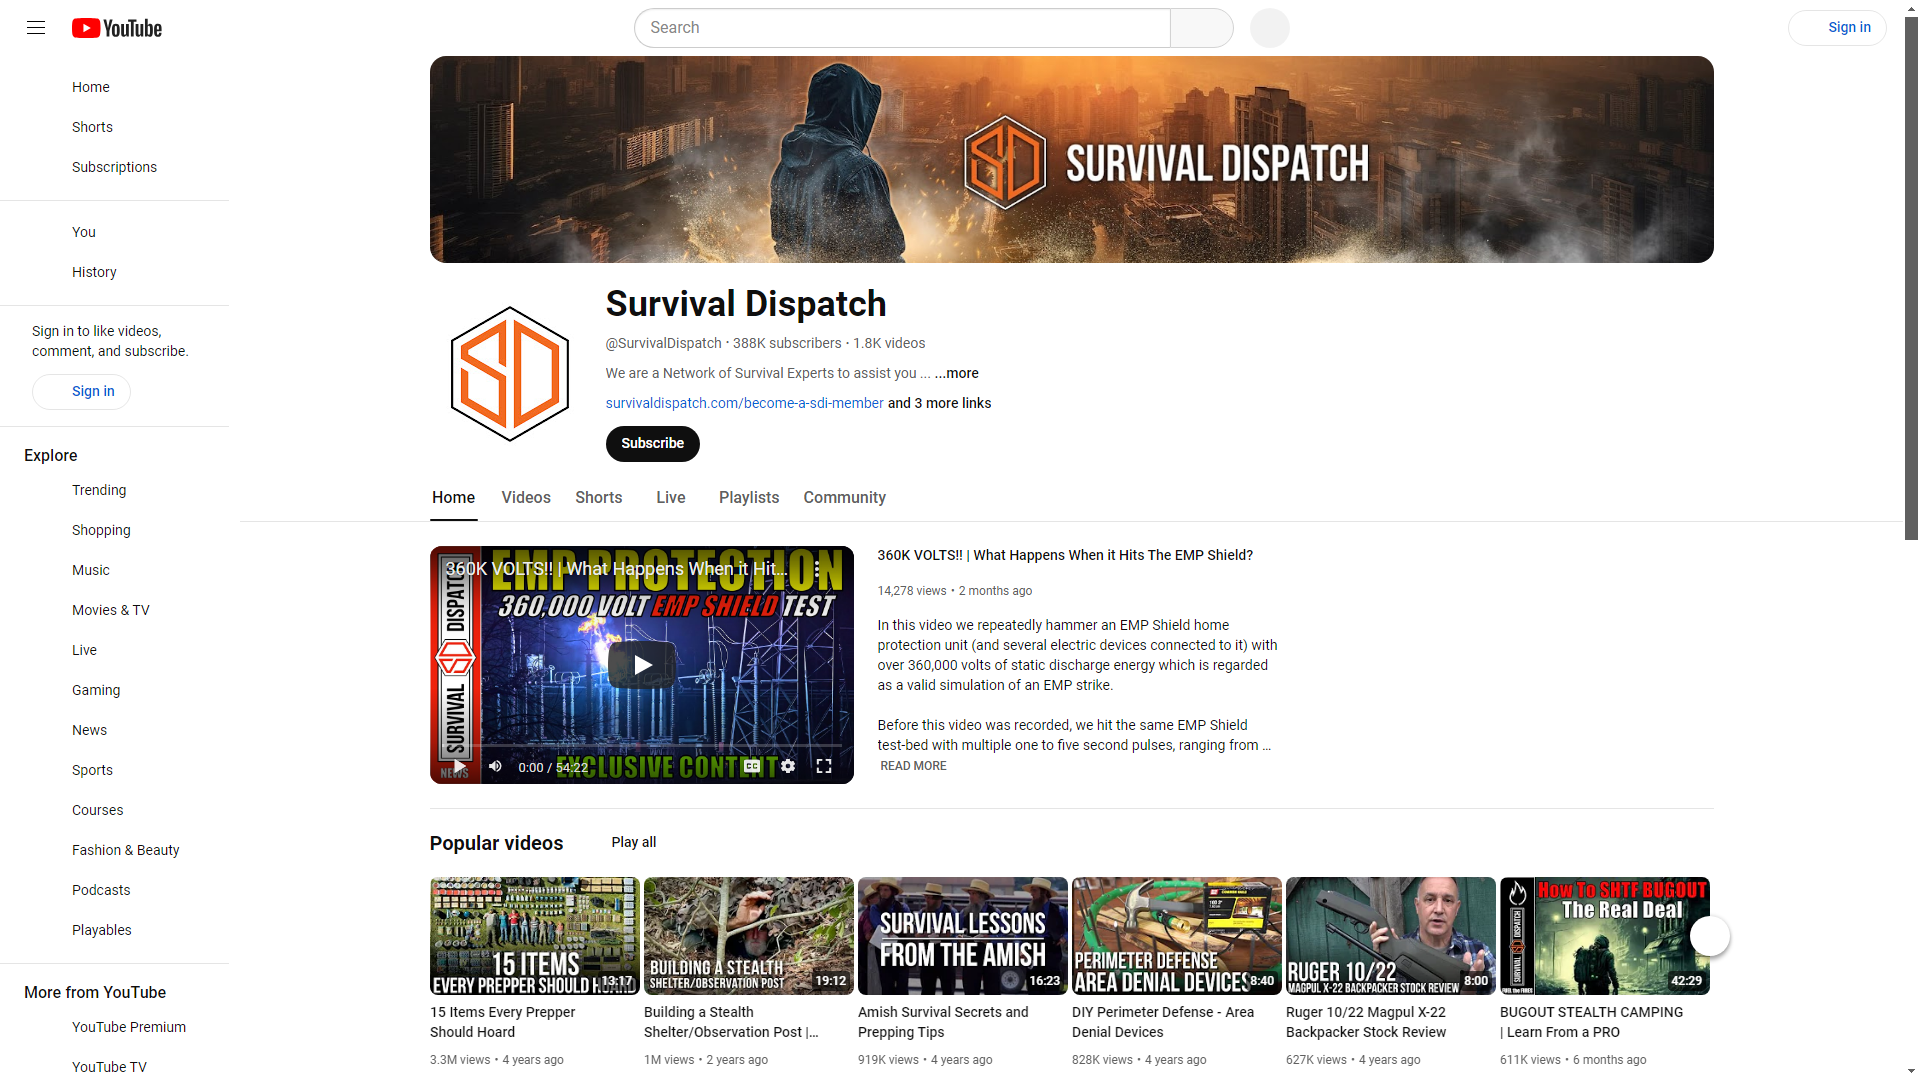 YouTube
Search
Sign in
Home
Shorts
Subscriptions
You
History
Sign in to like videos,
comment, and subscribe.
Sign in
Explore
Trending
Shopping
Music
Movies & TV
Live
Gaming
News
Sports
Courses
Fashion & Beauty
Podcasts
Playables
More from YouTube
YouTube Premium
YouTube TV
SD SURVIVAL DISPATCH
SD
Survival Dispatch
@SurvivalDispatch • 388K subscribers • 1.8K videos
We are a Network of Survival Experts to assist you ... ...more
survivaldispatch.com/become-a-sdi-member and 3 more links
Subscribe
Home Videos Shorts Live Playlists Community
EMP PROTECTION
360K VOLTS!! | What Happens When it Hit...
360,000 VOLT EMP SHIELD TEST
SURVIVAL DISPATCH
NEWS
EXCLUSIVE CONTENT
0:00 / 54:22
CC
360K VOLTS!! | What Happens When it Hits The EMP Shield?
14,278 views • 2 months ago
In this video we repeatedly hammer an EMP Shield home
protection unit (and several electric devices connected to it) with
over 360,000 volts of static discharge energy which is regarded
as a valid simulation of an EMP strike.
Before this video was recorded, we hit the same EMP Shield
test-bed with multiple one to five second pulses, ranging from ...
READ MORE
Popular videos Play all
15 ITEMS
EVERY PREPPER SHOULD HOARD
13:17
15 Items Every Prepper
Should Hoard
3.3M views • 4 years ago
BUILDING A STEALTH
SHELTER/OBSERVATION POST
19:12
Building a Stealth
Shelter/Observation Post |...
1M views • 2 years ago
SURVIVAL LESSONS
FROM THE AMISH
16:23
Amish Survival Secrets and
Prepping Tips
919K views • 4 years ago
PERIMETER DEFENSE
AREA DENIAL DEVICES
8:40
DIY Perimeter Defense - Area
Denial Devices
828K views • 4 years ago
RUGER 10/22
MAGPUL X-22 BACKPACKER STOCK REVIEW
8:00
Ruger 10/22 Magpul X-22
Backpacker Stock Review
627K views • 4 years ago
How To SHTF BUGOUT
The Real Deal
SURVIVAL DISPATCH
FUEL the FIRES
42:29
BUGOUT STEALTH CAMPING
| Learn From a PRO
611K views • 6 months ago